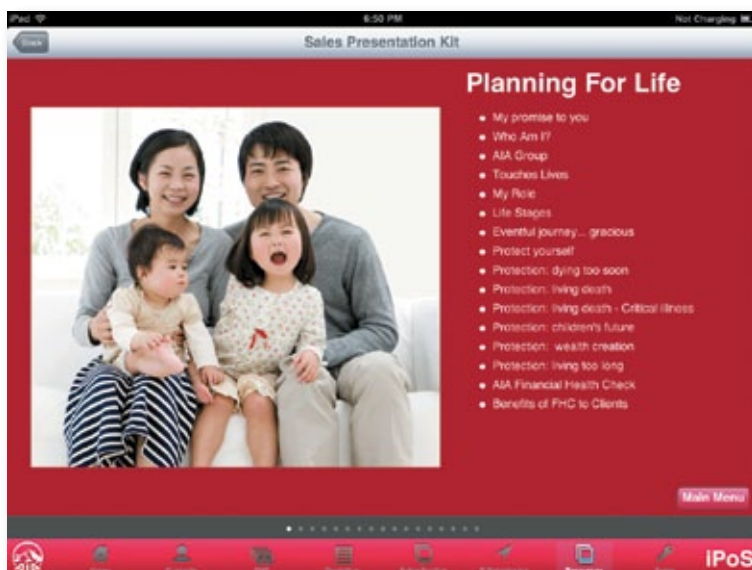 iPad 6:50 PM Not Charging
Back Sales Presentation Kit
Planning For Life
My promise to you
Who Am I?
AIA Group
Touches Lives
My Role
Life Stages
Eventful journey... gracious
Protect yourself
Protection: dying too soon
Protection: living death
Protection: living death - Critical Illness
Protection: children's future
Protection: wealth creation
Protection: living too long
AIA Financial Health Check
Benefits of FHC to Clients
Main Menu
iPoS